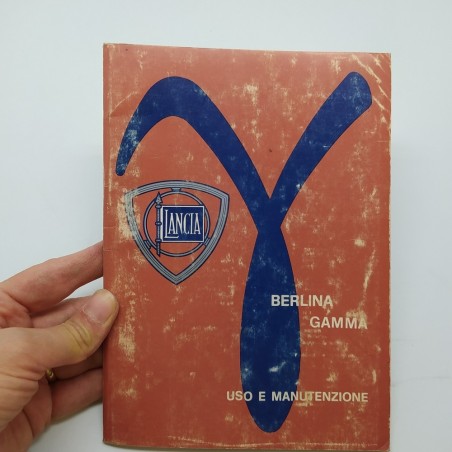 γ
LANCIA
BERLINA
GAMMA
USO E MANUTENZIONE